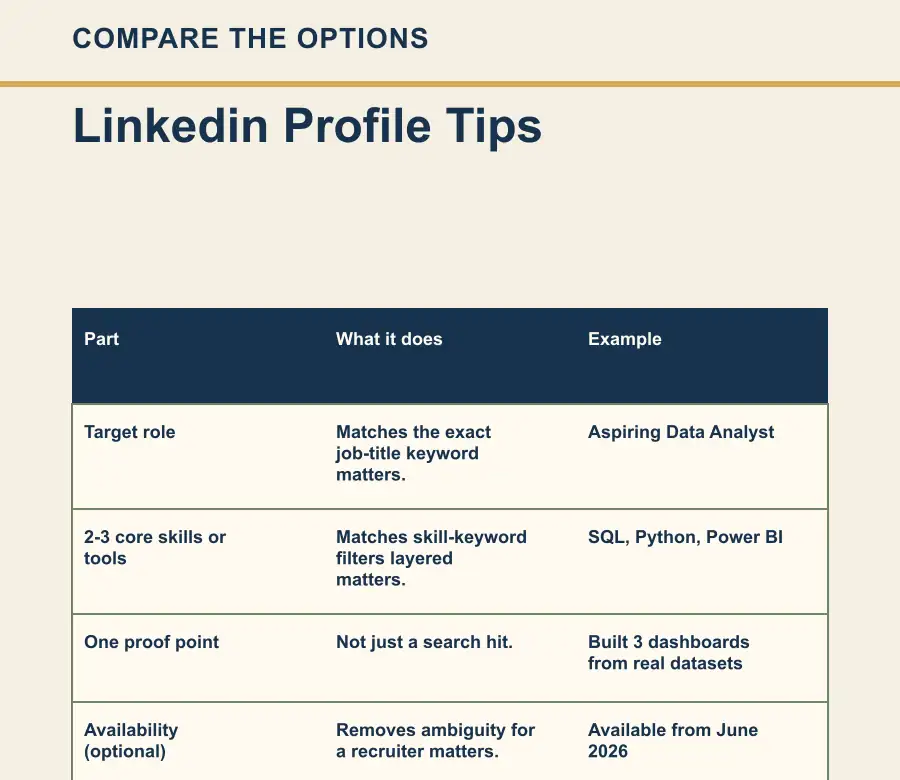 COMPARE THE OPTIONS
Linkedin Profile Tips
Part
What it does
Example
Target role
Matches the exact
job-title keyword
matters.
Aspiring Data Analyst
2-3 core skills or
tools
Matches skill-keyword
filters layered
matters.
SQL, Python, Power BI
One proof point
Not just a search hit.
Built 3 dashboards
from real datasets
Availability
(optional)
Removes ambiguity for
a recruiter matters.
Available from June
2026